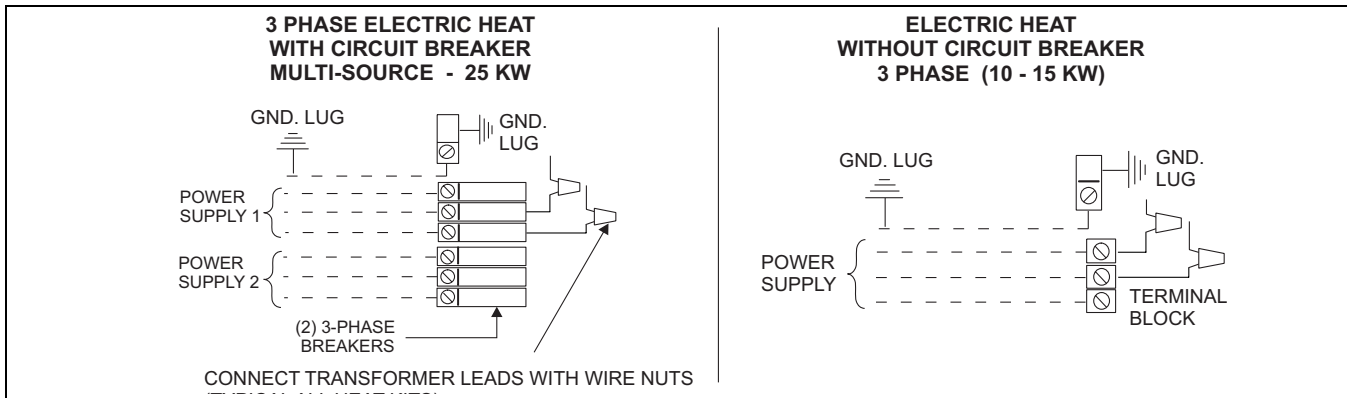 3 PHASE ELECTRIC HEAT
WITH CIRCUIT BREAKER
MULTI-SOURCE - 25 KW
GND. LUG
GND.
LUG
POWER
SUPPLY 1
POWER
SUPPLY 2
(2) 3-PHASE
BREAKERS
CONNECT TRANSFORMER LEADS WITH WIRE NUTS
ELECTRIC HEAT
WITHOUT CIRCUIT BREAKER
3 PHASE (10 - 15 KW)
GND. LUG
GND.
LUG
POWER
SUPPLY
TERMINAL
BLOCK